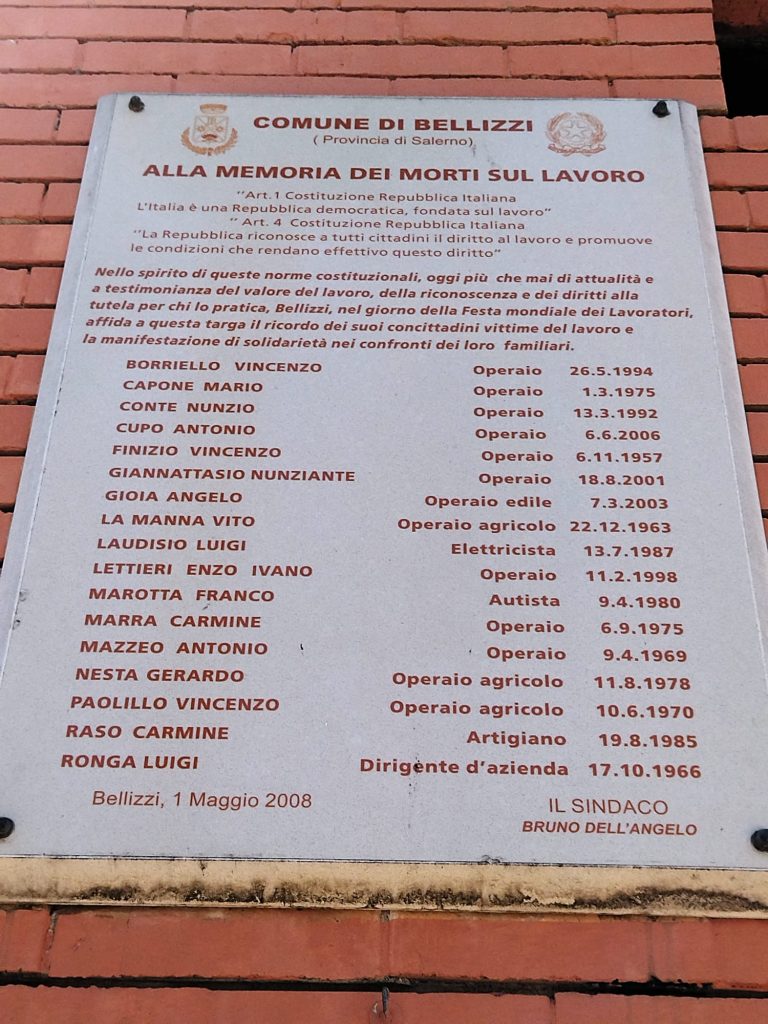 COMUNE DI BELLIZZI
( Provincia di Salerno)
ALLA MEMORIA DEI MORTI SUL LAVORO
"Art.1 Costituzione Repubblica Italiana
L'Italia è una Repubblica democratica, fondata sul lavoro"
" Art. 4 Costituzione Repubblica Italiana
"La Repubblica riconosce a tutti cittadini il diritto al lavoro e promuove
le condizioni che rendano effettivo questo diritto"
Nello spirito di queste norme costituzionali, oggi più che mai di attualità e
a testimonianza del valore del lavoro, della riconoscenza e dei diritti alla
tutela per chi lo pratica, Bellizzi, nel giorno della Festa mondiale dei Lavoratori,
affida a questa targa il ricordo dei suoi concittadini vittime del lavoro e
la manifestazione di solidarietà nei confronti dei loro familiari.
BORRIELLO VINCENZO Operaio 26.5.1994
CAPONE MARIO Operaio 1.3.1975
CONTE NUNZIO Operaio 13.3.1992
CUPO ANTONIO Operaio 6.6.2006
FINIZIO VINCENZO Operaio 6.11.1957
GIANNATTASIO NUNZIANTE Operaio 18.8.2001
GIOIA ANGELO Operaio edile 7.3.2003
LA MANNA VITO Operaio agricolo 22.12.1963
LAUDISIO LUIGI Elettricista 13.7.1987
LETTIERI ENZO IVANO Operaio 11.2.1998
MAROTTA FRANCO Autista 9.4.1980
MARRA CARMINE Operaio 6.9.1975
MAZZEO ANTONIO Operaio 9.4.1969
NESTA GERARDO Operaio agricolo 11.8.1978
PAOLILLO VINCENZO Operaio agricolo 10.6.1970
RASO CARMINE Artigiano 19.8.1985
RONGA LUIGI Dirigente d'azienda 17.10.1966
Bellizzi, 1 Maggio 2008 IL SINDACO
BRUNO DELL'ANGELO